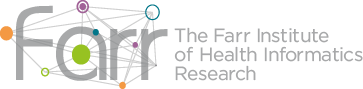 Farr
The Farr Institute
of Health Informatics
Research